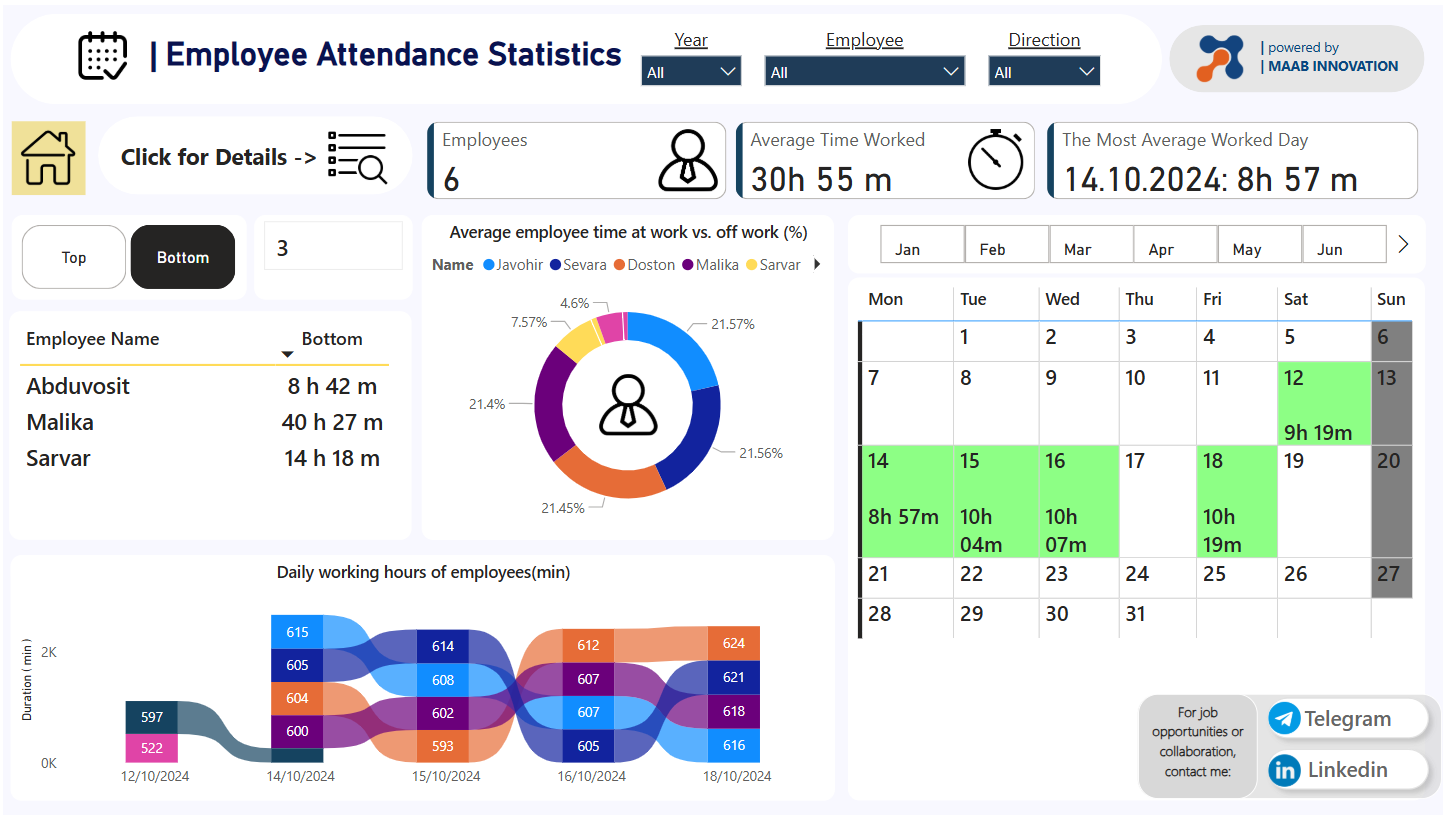 | Employee Attendance Statistics
Year
All
Employee
All
Direction
All
| powered by
| MAAB INNOVATION
Click for Details ->
Employees
6
Average Time Worked
30h 55 m
The Most Average Worked Day
14.10.2024: 8h 57 m
Top
Bottom
3
Employee Name Bottom
Abduvosit 8 h 42 m
Malika 40 h 27 m
Sarvar 14 h 18 m
Average employee time at work vs. off work (%)
Name Javohir Sevara Doston Malika Sarvar
4.6%
7.57%
21.57%
21.4%
21.56%
21.45%
Jan Feb Mar Apr May Jun
Mon Tue Wed Thu Fri Sat Sun
1 2 3 4 5 6
7 8 9 10 11 12 13
9h 19m
14 15 16 17 18 19 20
8h 57m 10h 10h 10h
04m 07m 19m
21 22 23 24 25 26 27
28 29 30 31
Daily working hours of employees(min)
Duration ( min )
2K
0K
597
522
615
605
604
600
614
608
602
593
612
607
607
605
624
621
618
616
12/10/2024 14/10/2024 15/10/2024 16/10/2024 18/10/2024
For job
opportunities or
collaboration,
contact me:
Telegram
in Linkedin